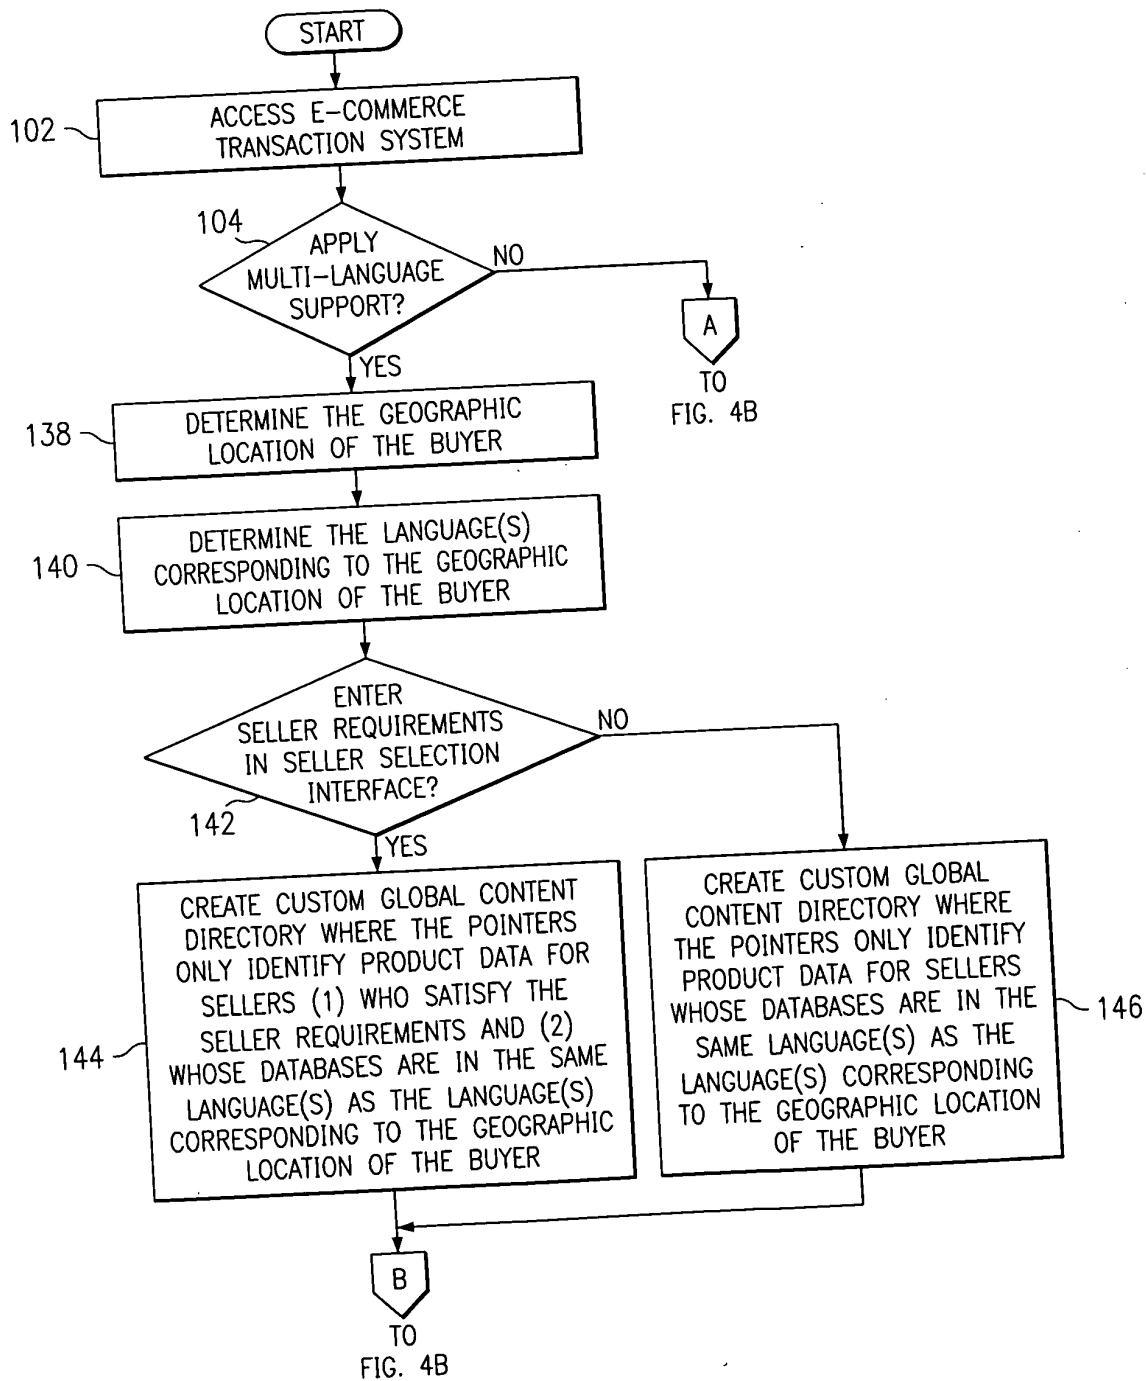 START
102
ACCESS E-COMMERCE
TRANSACTION SYSTEM
104
APPLY
MULTI-LANGUAGE
SUPPORT?
NO
A
TO
FIG. 4B
YES
138
DETERMINE THE GEOGRAPHIC
LOCATION OF THE BUYER
140
DETERMINE THE LANGUAGE(S)
CORRESPONDING TO THE GEOGRAPHIC
LOCATION OF THE BUYER
ENTER
SELLER REQUIREMENTS
IN SELLER SELECTION
INTERFACE?
142
NO
YES
144
CREATE CUSTOM GLOBAL CONTENT
DIRECTORY WHERE THE POINTERS
ONLY IDENTIFY PRODUCT DATA FOR
SELLERS (1) WHO SATISFY THE
SELLER REQUIREMENTS AND (2)
WHOSE DATABASES ARE IN THE SAME
LANGUAGE(S) AS THE LANGUAGE(S)
CORRESPONDING TO THE GEOGRAPHIC
LOCATION OF THE BUYER
CREATE CUSTOM GLOBAL
CONTENT DIRECTORY WHERE
THE POINTERS ONLY IDENTIFY
PRODUCT DATA FOR SELLERS
WHOSE DATABASES ARE IN THE
SAME LANGUAGE(S) AS THE
LANGUAGE(S) CORRESPONDING
TO THE GEOGRAPHIC LOCATION
OF THE BUYER
146
B
TO
FIG. 4B